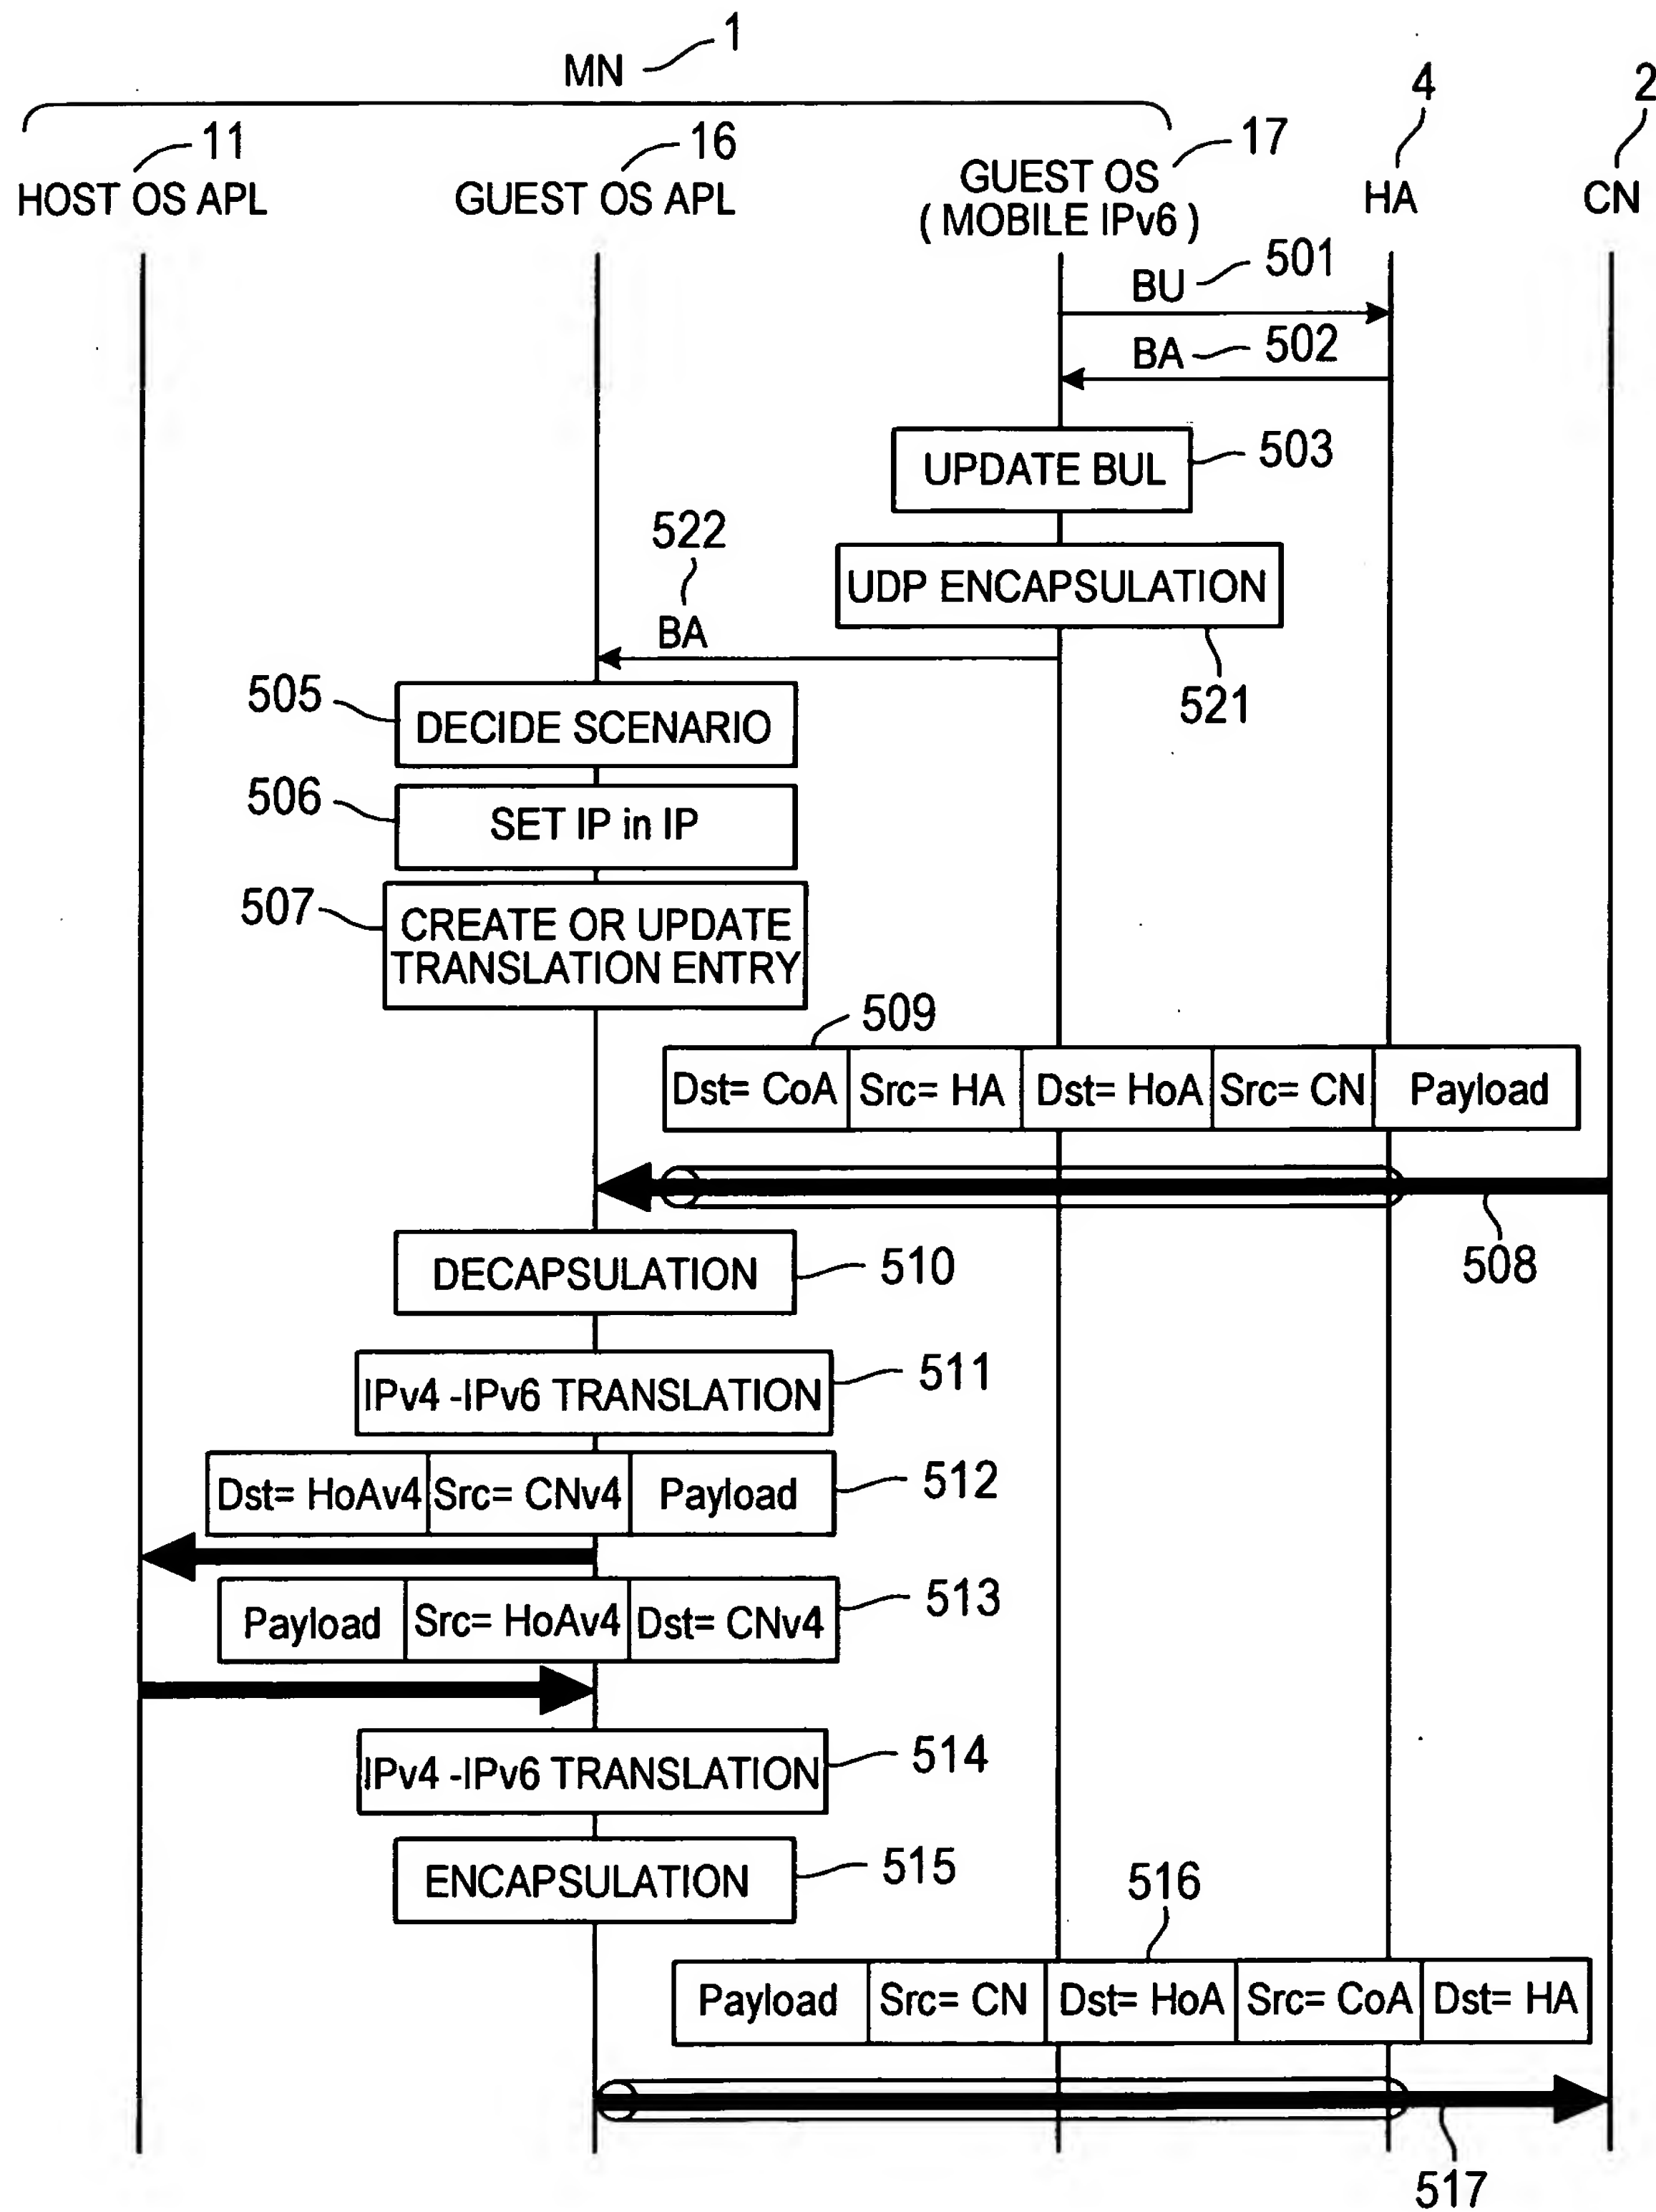 1
MN
4
2
11
16
17
HOST OS APL
GUEST OS APL
GUEST OS
( MOBILE IPv6 )
HA
CN
BU
501
BA
502
UPDATE BUL
503
522
UDP ENCAPSULATION
BA
521
505
DECIDE SCENARIO
506
SET IP in IP
507
CREATE OR UPDATE
TRANSLATION ENTRY
509
Dst= CoA Src= HA Dst= HoA Src= CN Payload
508
DECAPSULATION
510
IPv4 -IPv6 TRANSLATION
511
Dst= HoAv4 Src= CNv4 Payload
512
Payload Src= HoAv4 Dst= CNv4
513
IPv4 -IPv6 TRANSLATION
514
ENCAPSULATION
515
516
Payload Src= CN Dst= HoA Src= CoA Dst= HA
517